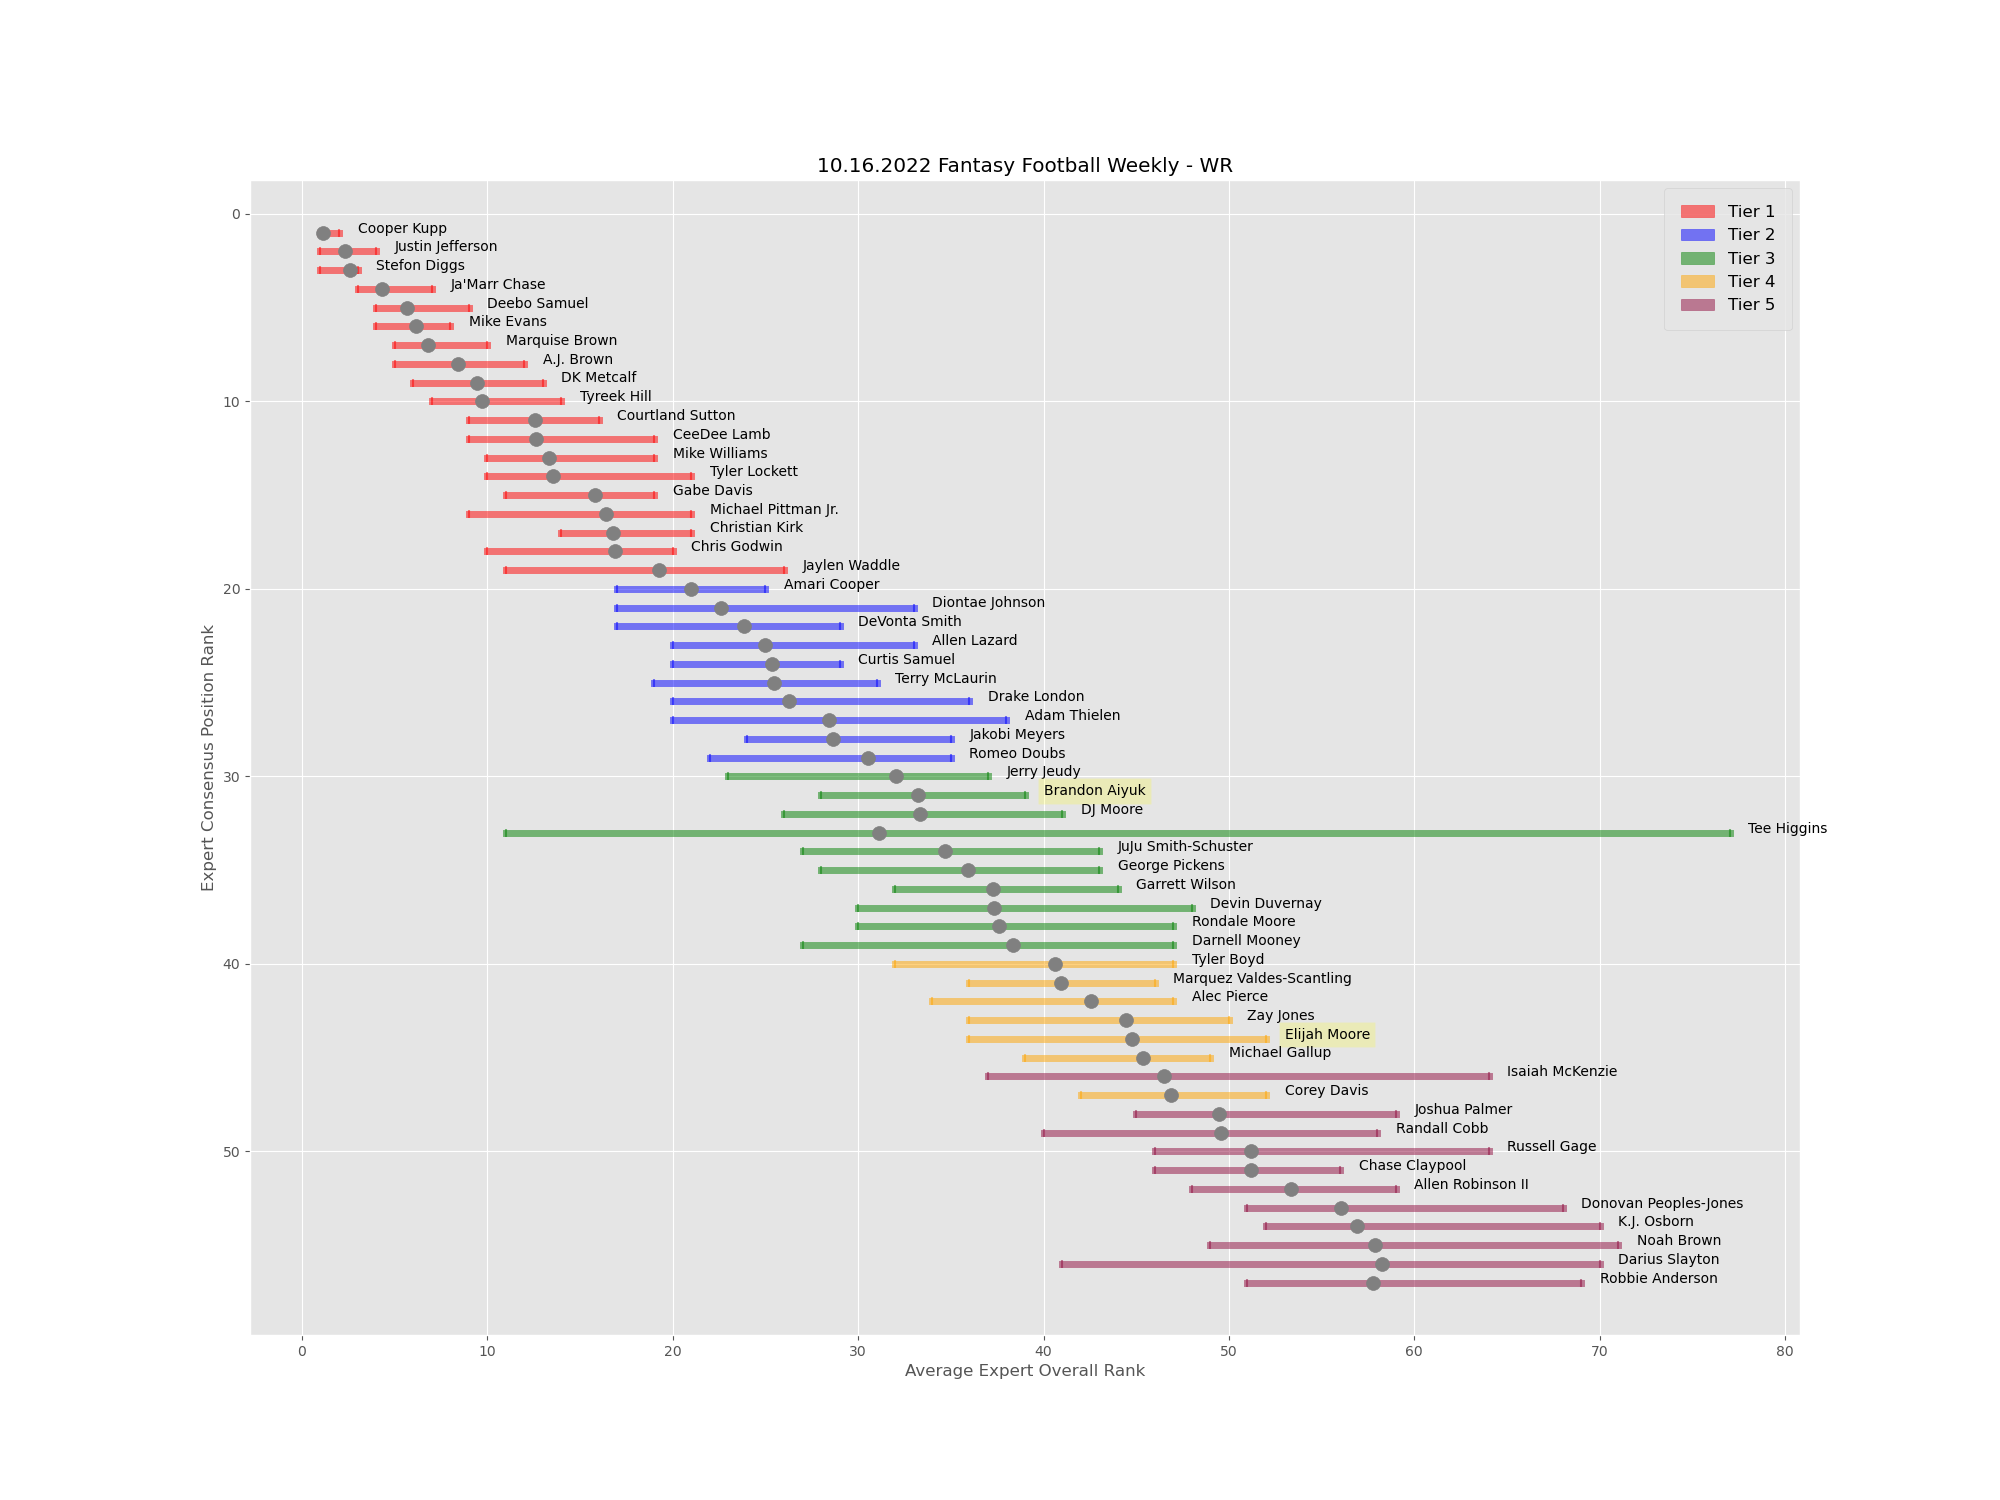 10.16.2022 Fantasy Football Weekly - WR
Tier 1
Tier 2
Tier 3
Tier 4
Tier 5
Expert Consensus Position Rank
0
10
20
30
40
50
Cooper Kupp
Justin Jefferson
Stefon Diggs
Ja'Marr Chase
Deebo Samuel
Mike Evans
Marquise Brown
A.J. Brown
DK Metcalf
Tyreek Hill
Courtland Sutton
CeeDee Lamb
Mike Williams
Tyler Lockett
Gabe Davis
Michael Pittman Jr.
Christian Kirk
Chris Godwin
Jaylen Waddle
Amari Cooper
Diontae Johnson
DeVonta Smith
Allen Lazard
Curtis Samuel
Terry McLaurin
Drake London
Adam Thielen
Jakobi Meyers
Romeo Doubs
Jerry Jeudy
Brandon Aiyuk
DJ Moore
Tee Higgins
JuJu Smith-Schuster
George Pickens
Garrett Wilson
Devin Duvernay
Rondale Moore
Darnell Mooney
Tyler Boyd
Marquez Valdes-Scantling
Alec Pierce
Zay Jones
Elijah Moore
Michael Gallup
Isaiah McKenzie
Corey Davis
Joshua Palmer
Randall Cobb
Russell Gage
Chase Claypool
Allen Robinson II
Donovan Peoples-Jones
K.J. Osborn
Noah Brown
Darius Slayton
Robbie Anderson
0 10 20 30 40 50 60 70 80
Average Expert Overall Rank